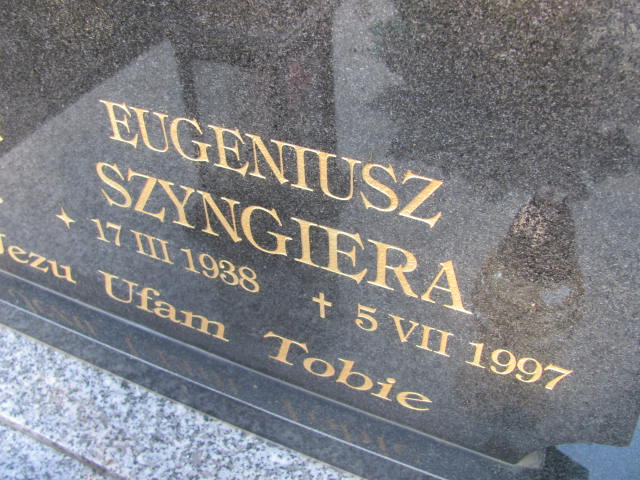 EUGENIUSZ
SZYNGIERA
17 III 1938 † 5 VII 1997
Jezu Ufam Tobie